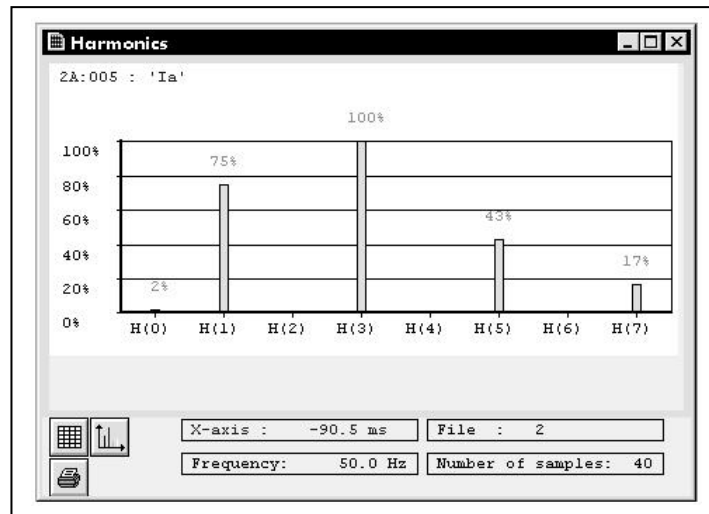 Harmonics
2A:005 : 'Ia'
100%
100%
75%
80%
60%
43%
40%
17%
20%
2%
0%
H(0) H(1) H(2) H(3) H(4) H(5) H(6) H(7)
X-axis : -90.5 ms File : 2
Frequency: 50.0 Hz Number of samples: 40